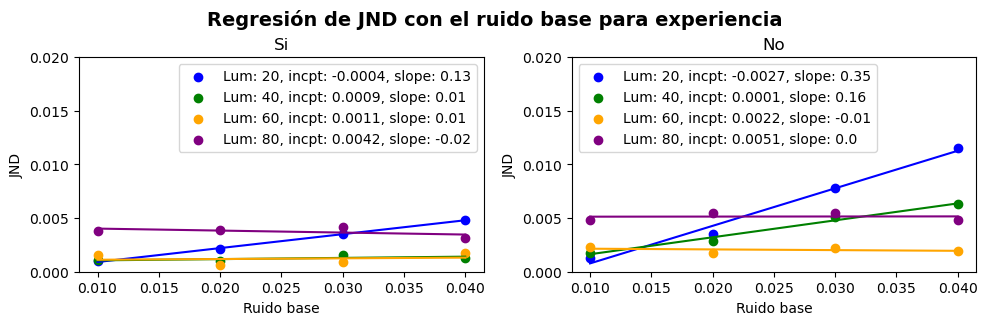 Regresión de JND con el ruido base para experiencia
Si
Lum: 20, incpt: -0.0004, slope: 0.13
Lum: 40, incpt: 0.0009, slope: 0.01
Lum: 60, incpt: 0.0011, slope: 0.01
Lum: 80, incpt: 0.0042, slope: -0.02
0.020
0.015
0.010
0.005
0.000
JND
0.010 0.015 0.020 0.025 0.030 0.035 0.040
Ruido base
No
Lum: 20, incpt: -0.0027, slope: 0.35
Lum: 40, incpt: 0.0001, slope: 0.16
Lum: 60, incpt: 0.0022, slope: -0.01
Lum: 80, incpt: 0.0051, slope: 0.0
0.020
0.015
0.010
0.005
0.000
JND
0.010 0.015 0.020 0.025 0.030 0.035 0.040
Ruido base